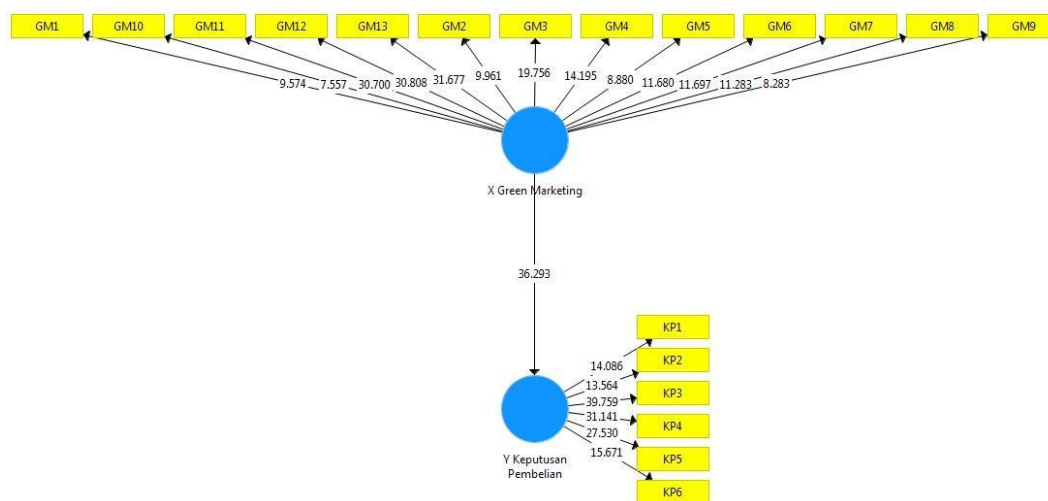 GM1 GM10 GM11 GM12 GM13 GM2 GM3 GM4 GM5 GM6 GM7 GM8 GM9
9.574 7.557 30.700 30.808 31.677 9.961 19.756 14.195 8.880 11.680 11.697 11.283 8.283
X Green Marketing
36.293
KP1
14.086
KP2
13.564
KP3
39.759
KP4
31.141
27.530
KP5
15.671
Y Keputusan
Pembelian
KP6